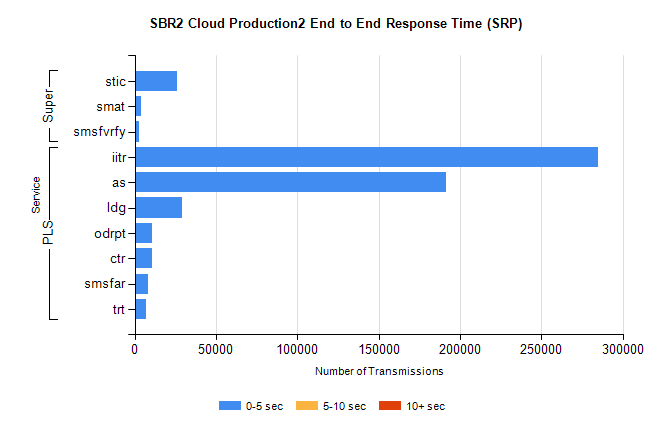 SBR2 Cloud Production2 End to End Response Time (SRP)
Super
stic
smat
smsfvrfy
Service
PLS
iitr
as
ldg
odrpt
ctr
smsfar
trt
0 50000 100000 150000 200000 250000 300000
Number of Transmissions
0-5 sec 5-10 sec 10+ sec